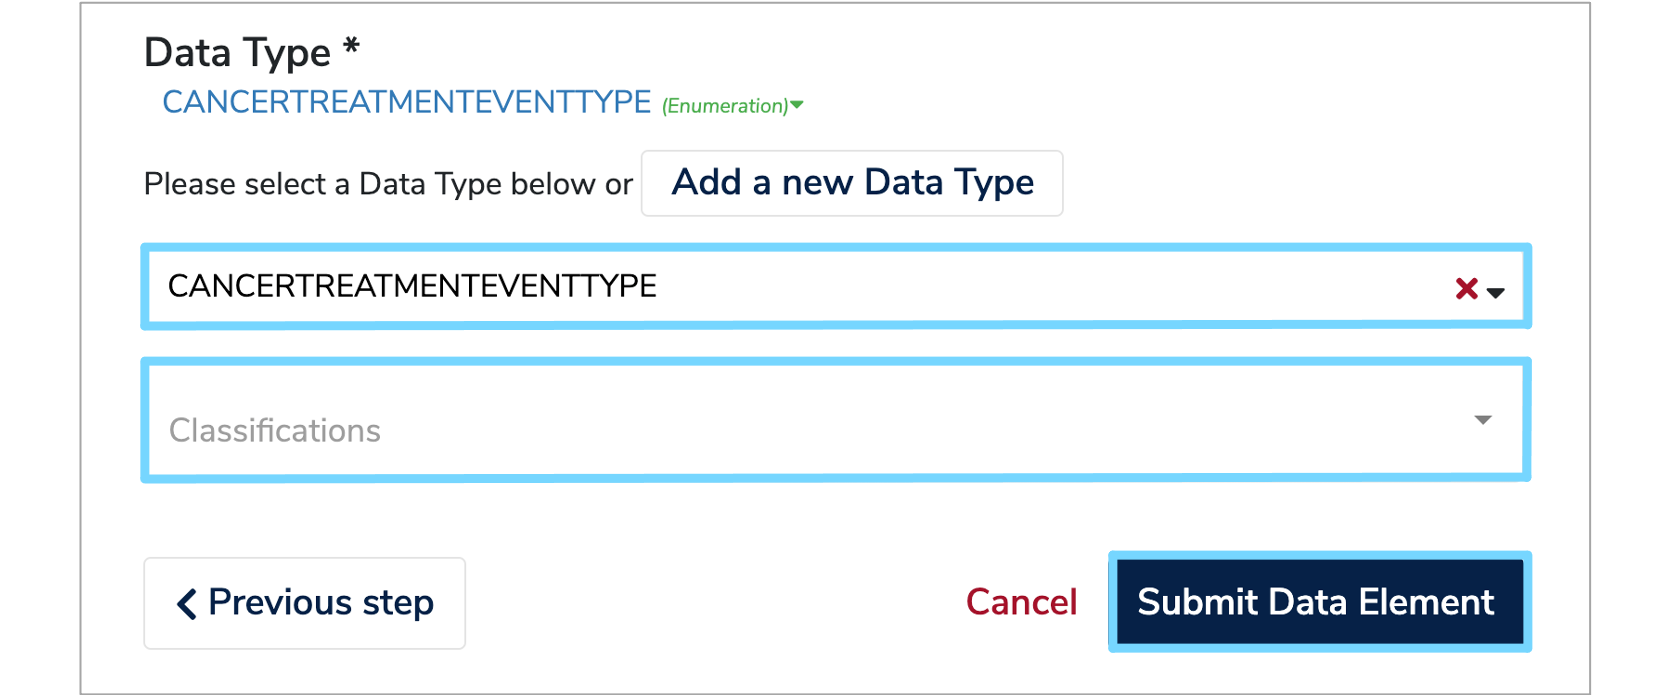 Data Type *
CANCERTREATMENTEVENTTYPE (Enumeration)
Please select a Data Type below or Add a new Data Type
CANCERTREATMENTEVENTTYPE
Classifications
Previous step Cancel Submit Data Element